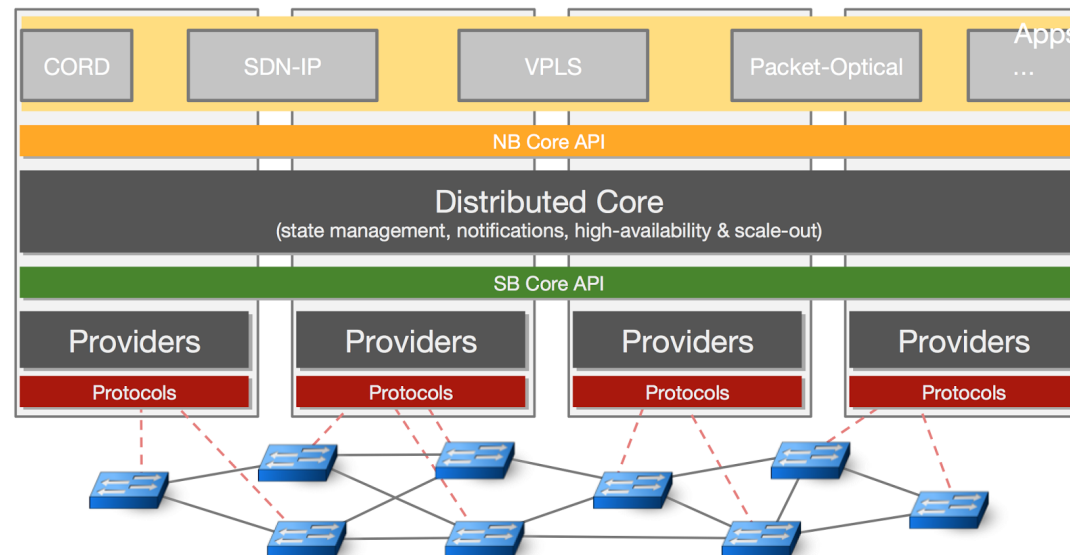 Apps
CORD
SDN-IP
VPLS
Packet-Optical
...
NB Core API
Distributed Core
(state management, notifications, high-availability & scale-out)
SB Core API
Providers
Providers
Providers
Providers
Protocols
Protocols
Protocols
Protocols